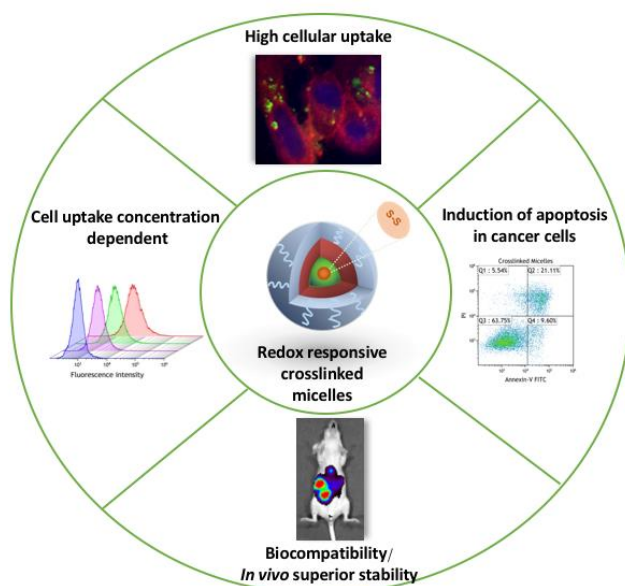 High cellular uptake
Cell uptake concentration
dependent
Fluorescence Intensity
S-S
Redox responsive
crosslinked
micelles
Induction of apoptosis
in cancer cells
Crosslinked Micelles
Q1 : 5.54%
Q2 : 21.11%
PI
Q3 : 63.75%
Q4 : 9.60%
Annexin-V FITC
Biocompatibility/
In vivo superior stability